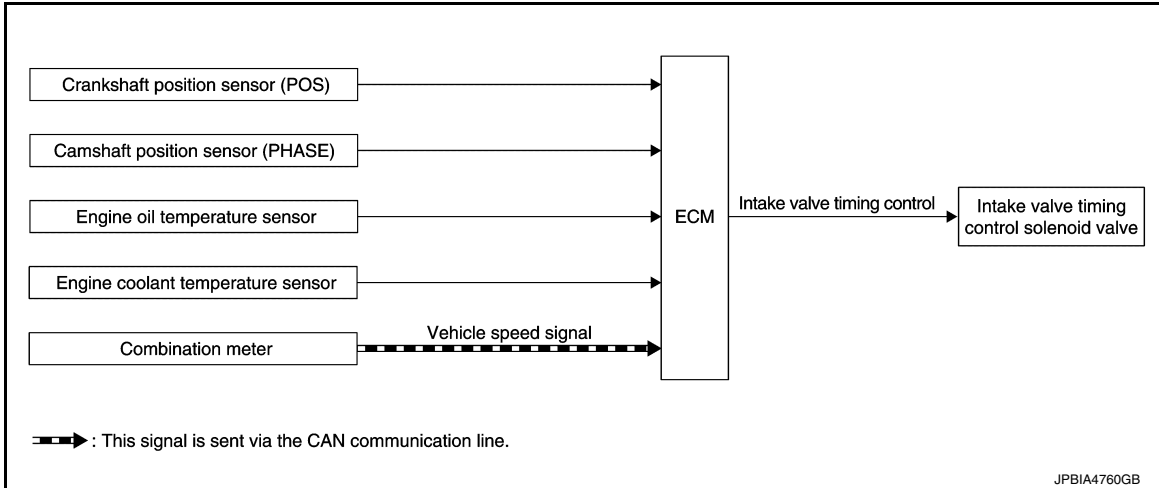 Crankshaft position sensor (POS)
Camshaft position sensor (PHASE)
Engine oil temperature sensor
Engine coolant temperature sensor
Combination meter
Vehicle speed signal
ECM
Intake valve timing control
Intake valve timing
control solenoid valve
: This signal is sent via the CAN communication line.
JPBIA4760GB